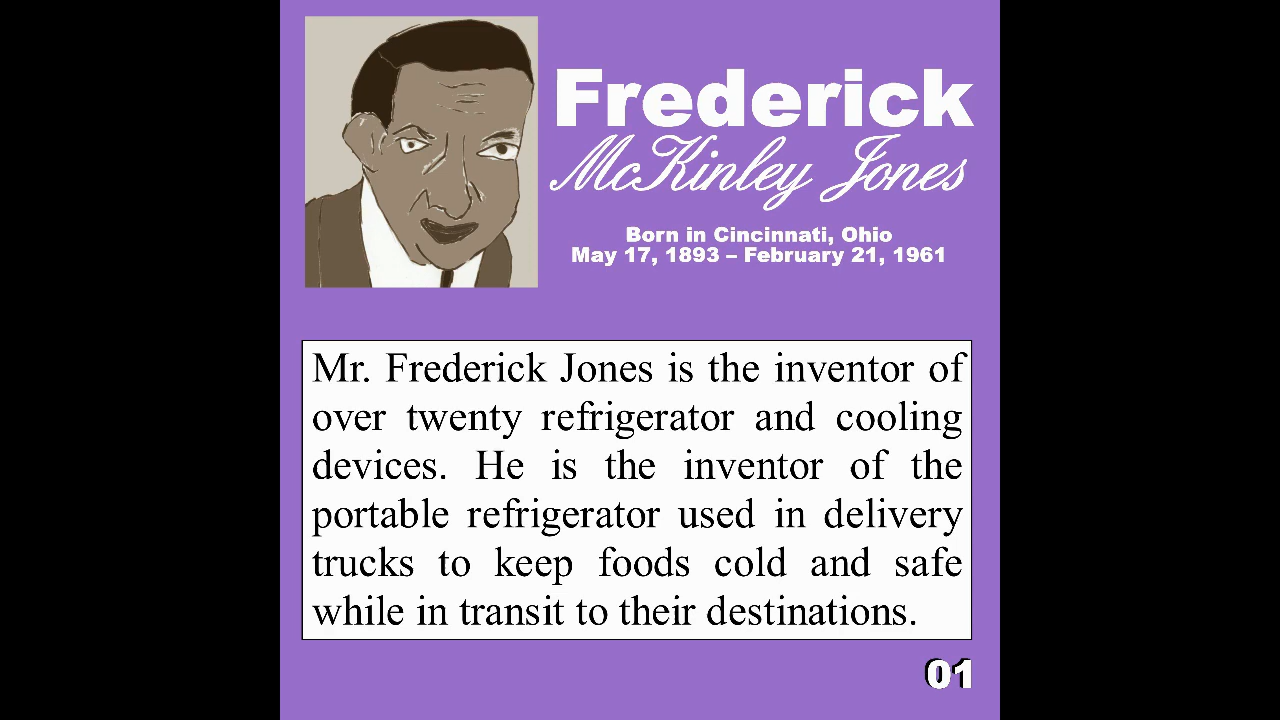 Frederick
McKinley Jones
Born in Cincinnati, Ohio
May 17, 1893 – February 21, 1961
Mr. Frederick Jones is the inventor of
over twenty refrigerator and cooling
devices. He is the inventor of the
portable refrigerator used in delivery
trucks to keep foods cold and safe
while in transit to their destinations.
01